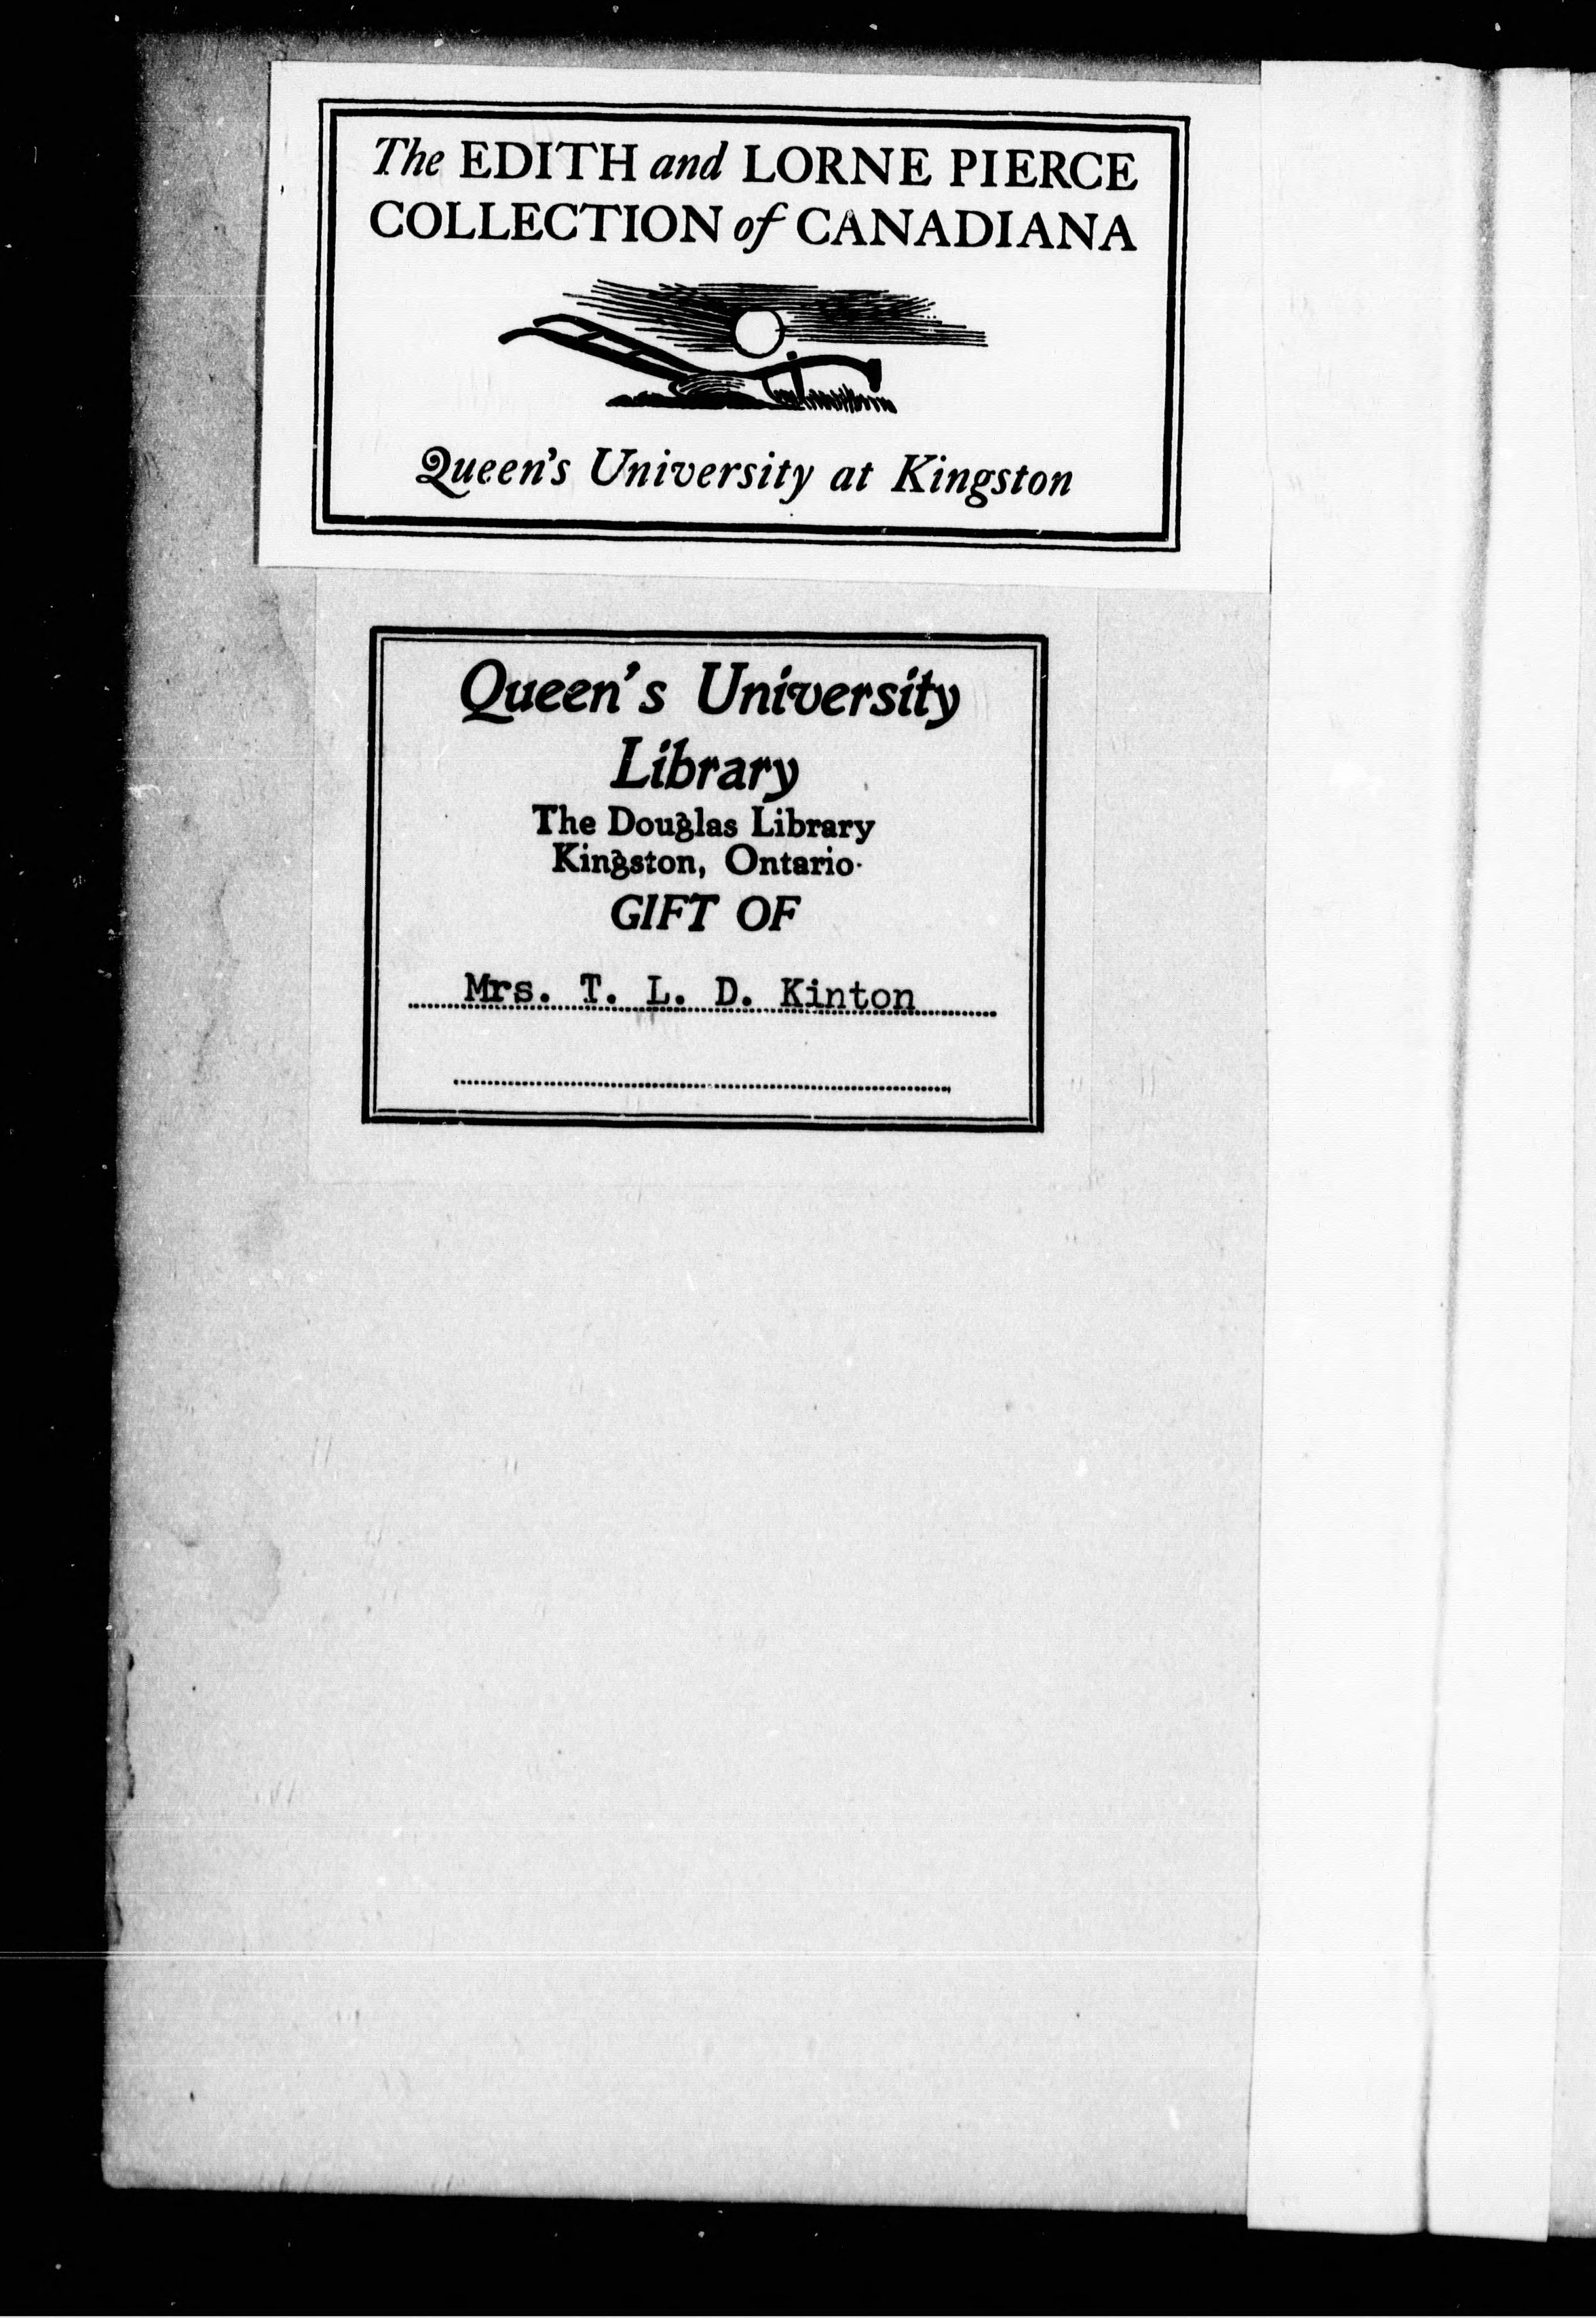 The EDITH and LORNE PIERCE
COLLECTION of CANADIANA
Queen's University at Kingston
Queen's University
Library
The Douglas Library
Kingston, Ontario
GIFT OF
Mrs. T. L. D. Kinton